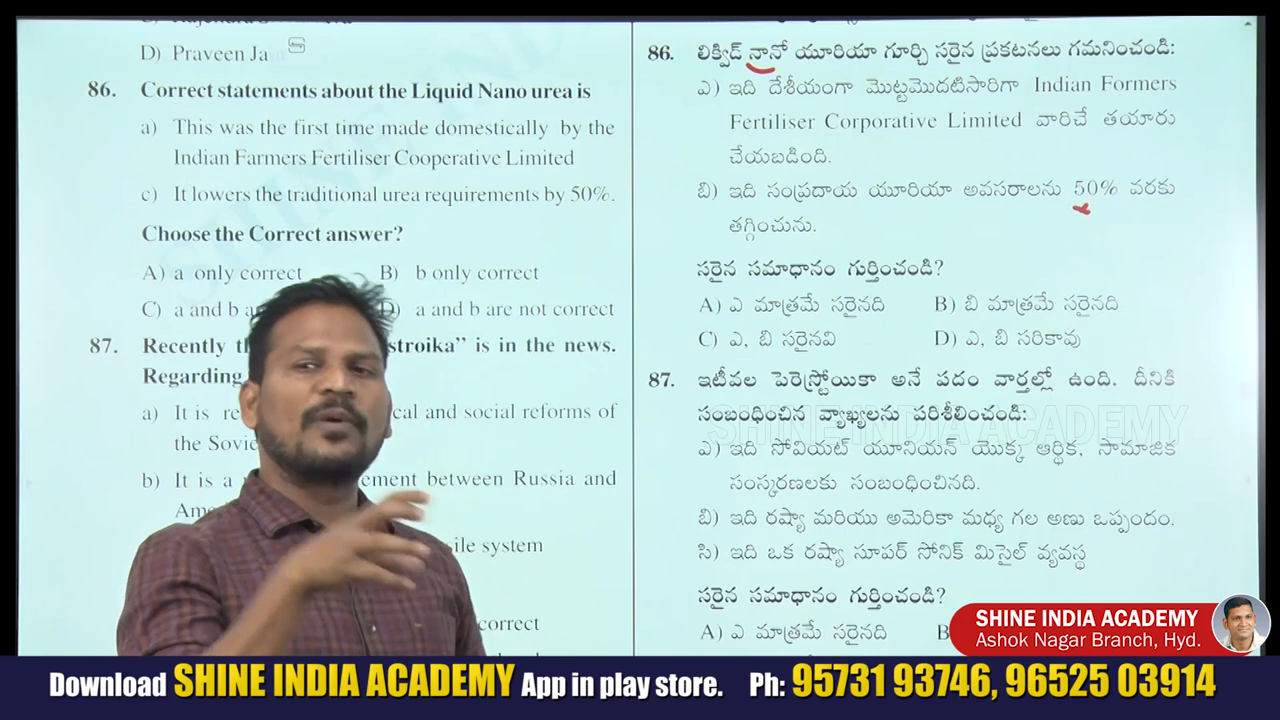 D) Praveen Ja
86. Correct statements about the Liquid Nano urea is
a) This was the first time made domestically by the
Indian Farmers Fertiliser Cooperative Limited
c) It lowers the traditional urea requirements by 50%.
Choose the Correct answer?
A) a only correct B) b only correct
C) a and b a D) a and b are not correct
87. Recently th stroika" is in the news.
Regarding
a) It is re cal and social reforms of
the Sovie
b) It is a ement between Russia and
Ame
ile system
correct
86. లిక్విడ్ నానో యూరియా గూర్చి సరైన ప్రకటనలు గమనించండి:
ఎ) ఇది దేశీయంగా మొట్టమొదటిసారిగా Indian Formers
Fertiliser Corporative Limited వారిచే తయారు
చేయబడింది.
బి) ఇది సంప్రదాయ యూరియా అవసరాలను 50% వరకు
తగ్గించును.
సరైన సమాధానం గుర్తించండి?
A) ఎ మాత్రమే సరైనది B) బి మాత్రమే సరైనది
C) ఎ, బి సరైనవి D) ఎ, బి సరికావు
87. ఇటీవల పెరెస్ట్రోయికా అనే పదం వార్తల్లో ఉంది. దీనికి
సంబంధించిన వ్యాఖ్యలను పరిశీలించండి:
ఎ) ఇది సోవియట్ యూనియన్ యొక్క ఆర్థిక, సామాజిక
సంస్కరణలకు సంబంధించినది.
బి) ఇది రష్యా మరియు అమెరికా మధ్య గల అణు ఒప్పందం.
సి) ఇది ఒక రష్యా సూపర్ సోనిక్ మిసైల్ వ్యవస్థ
సరైన సమాధానం గుర్తించండి?
A) ఎ మాత్రమే సరైనది B
SHINE INDIA ACADEMY
SHINE INDIA ACADEMY
Ashok Nagar Branch, Hyd.
Download SHINE INDIA ACADEMY App in play store. Ph: 95731 93746, 96525 03914